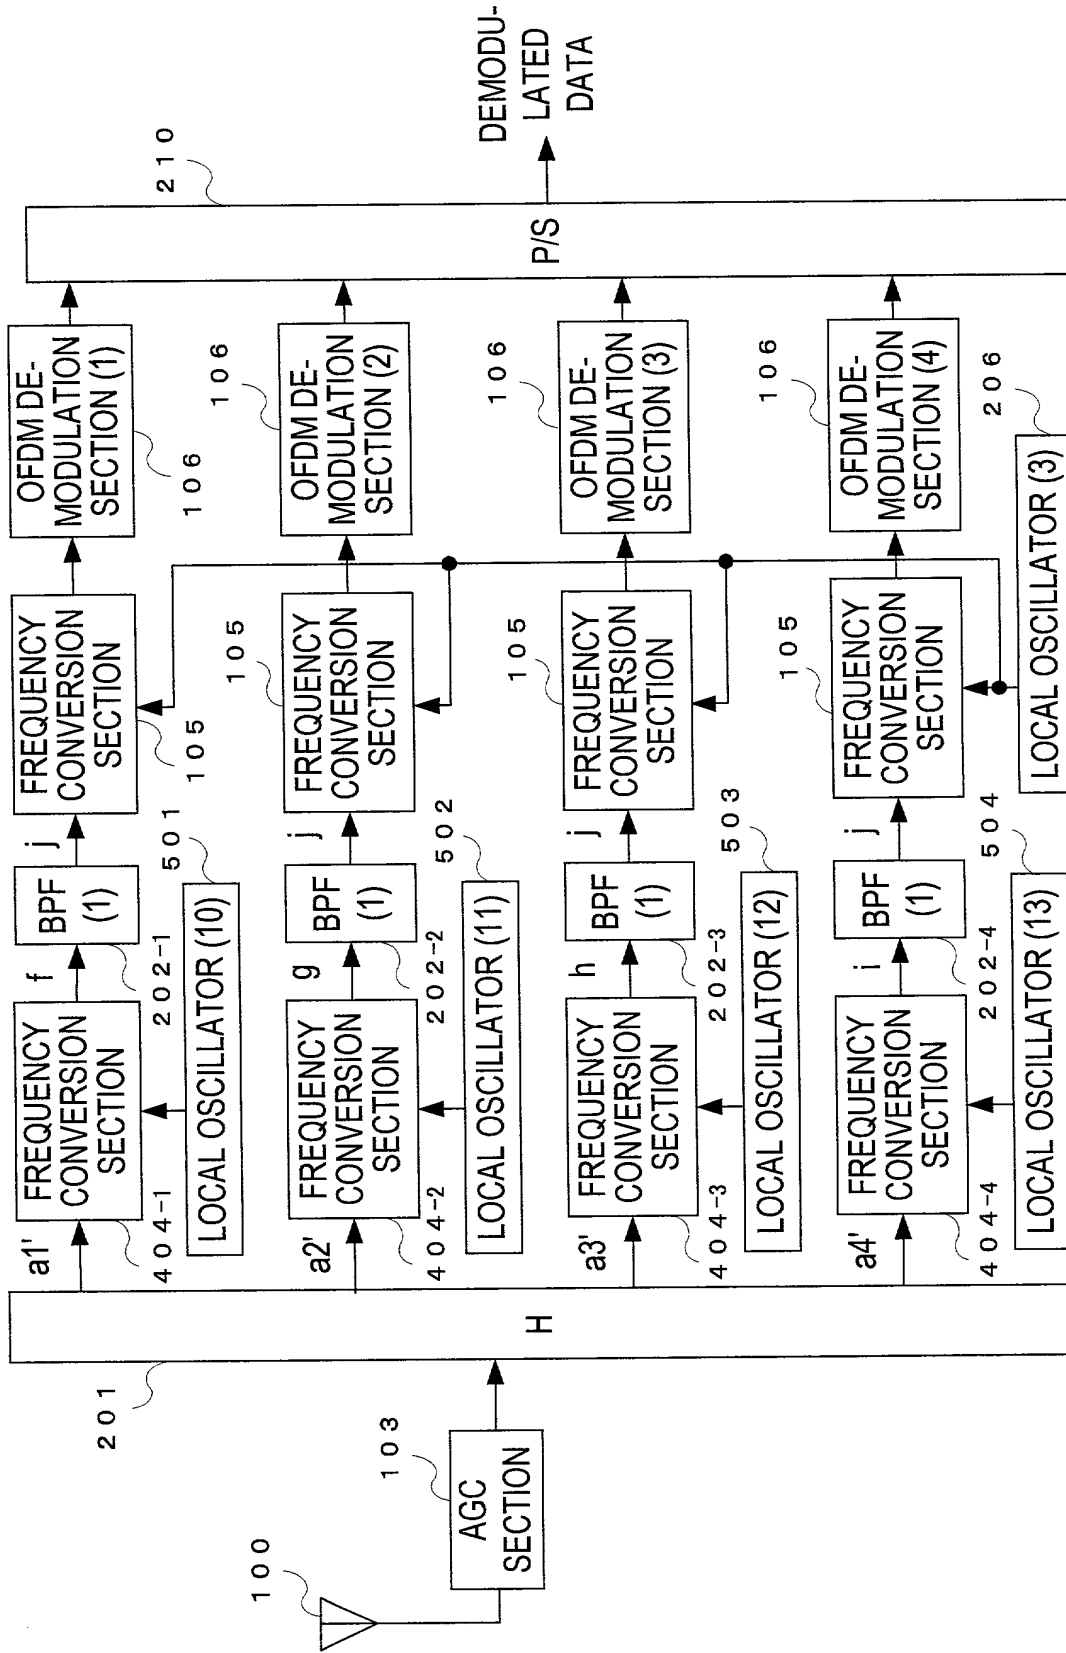 100
103
AGC
SECTION
201
H
a1'
404-1
FREQUENCY
CONVERSION
SECTION
LOCAL OSCILLATOR (10)
501
f
BPF
(1)
202-1
j
FREQUENCY
CONVERSION
SECTION
105
OFDM DE-
MODULATION
SECTION (1)
106
a2'
404-2
FREQUENCY
CONVERSION
SECTION
LOCAL OSCILLATOR (11)
502
g
BPF
(1)
202-2
j
FREQUENCY
CONVERSION
SECTION
105
OFDM DE-
MODULATION
SECTION (2)
106
a3'
404-3
FREQUENCY
CONVERSION
SECTION
LOCAL OSCILLATOR (12)
503
h
BPF
(1)
202-3
j
FREQUENCY
CONVERSION
SECTION
105
OFDM DE-
MODULATION
SECTION (3)
106
a4'
404-4
FREQUENCY
CONVERSION
SECTION
LOCAL OSCILLATOR (13)
504
i
BPF
(1)
202-4
j
FREQUENCY
CONVERSION
SECTION
105
OFDM DE-
MODULATION
SECTION (4)
106
LOCAL OSCILLATOR (3)
206
P/S
210
DEMODU-
LATED
DATA